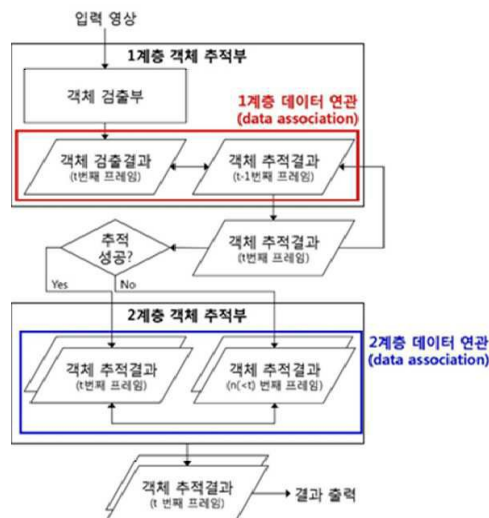 입력 영상
1계층 객체 추적부
객체 검출부
1계층 데이터 연관
(data association)
객체 검출결과
(t번째 프레임)
객체 추적결과
(t-1번째 프레임)
객체 추적결과
(t번째 프레임)
추적
성공?
Yes
No
2계층 객체 추적부
2계층 데이터 연관
(data association)
객체 추적결과
(t번째 프레임)
객체 추적결과
(n(<t) 번째 프레임)
객체 추적결과
(t 번째 프레임)
결과 출력